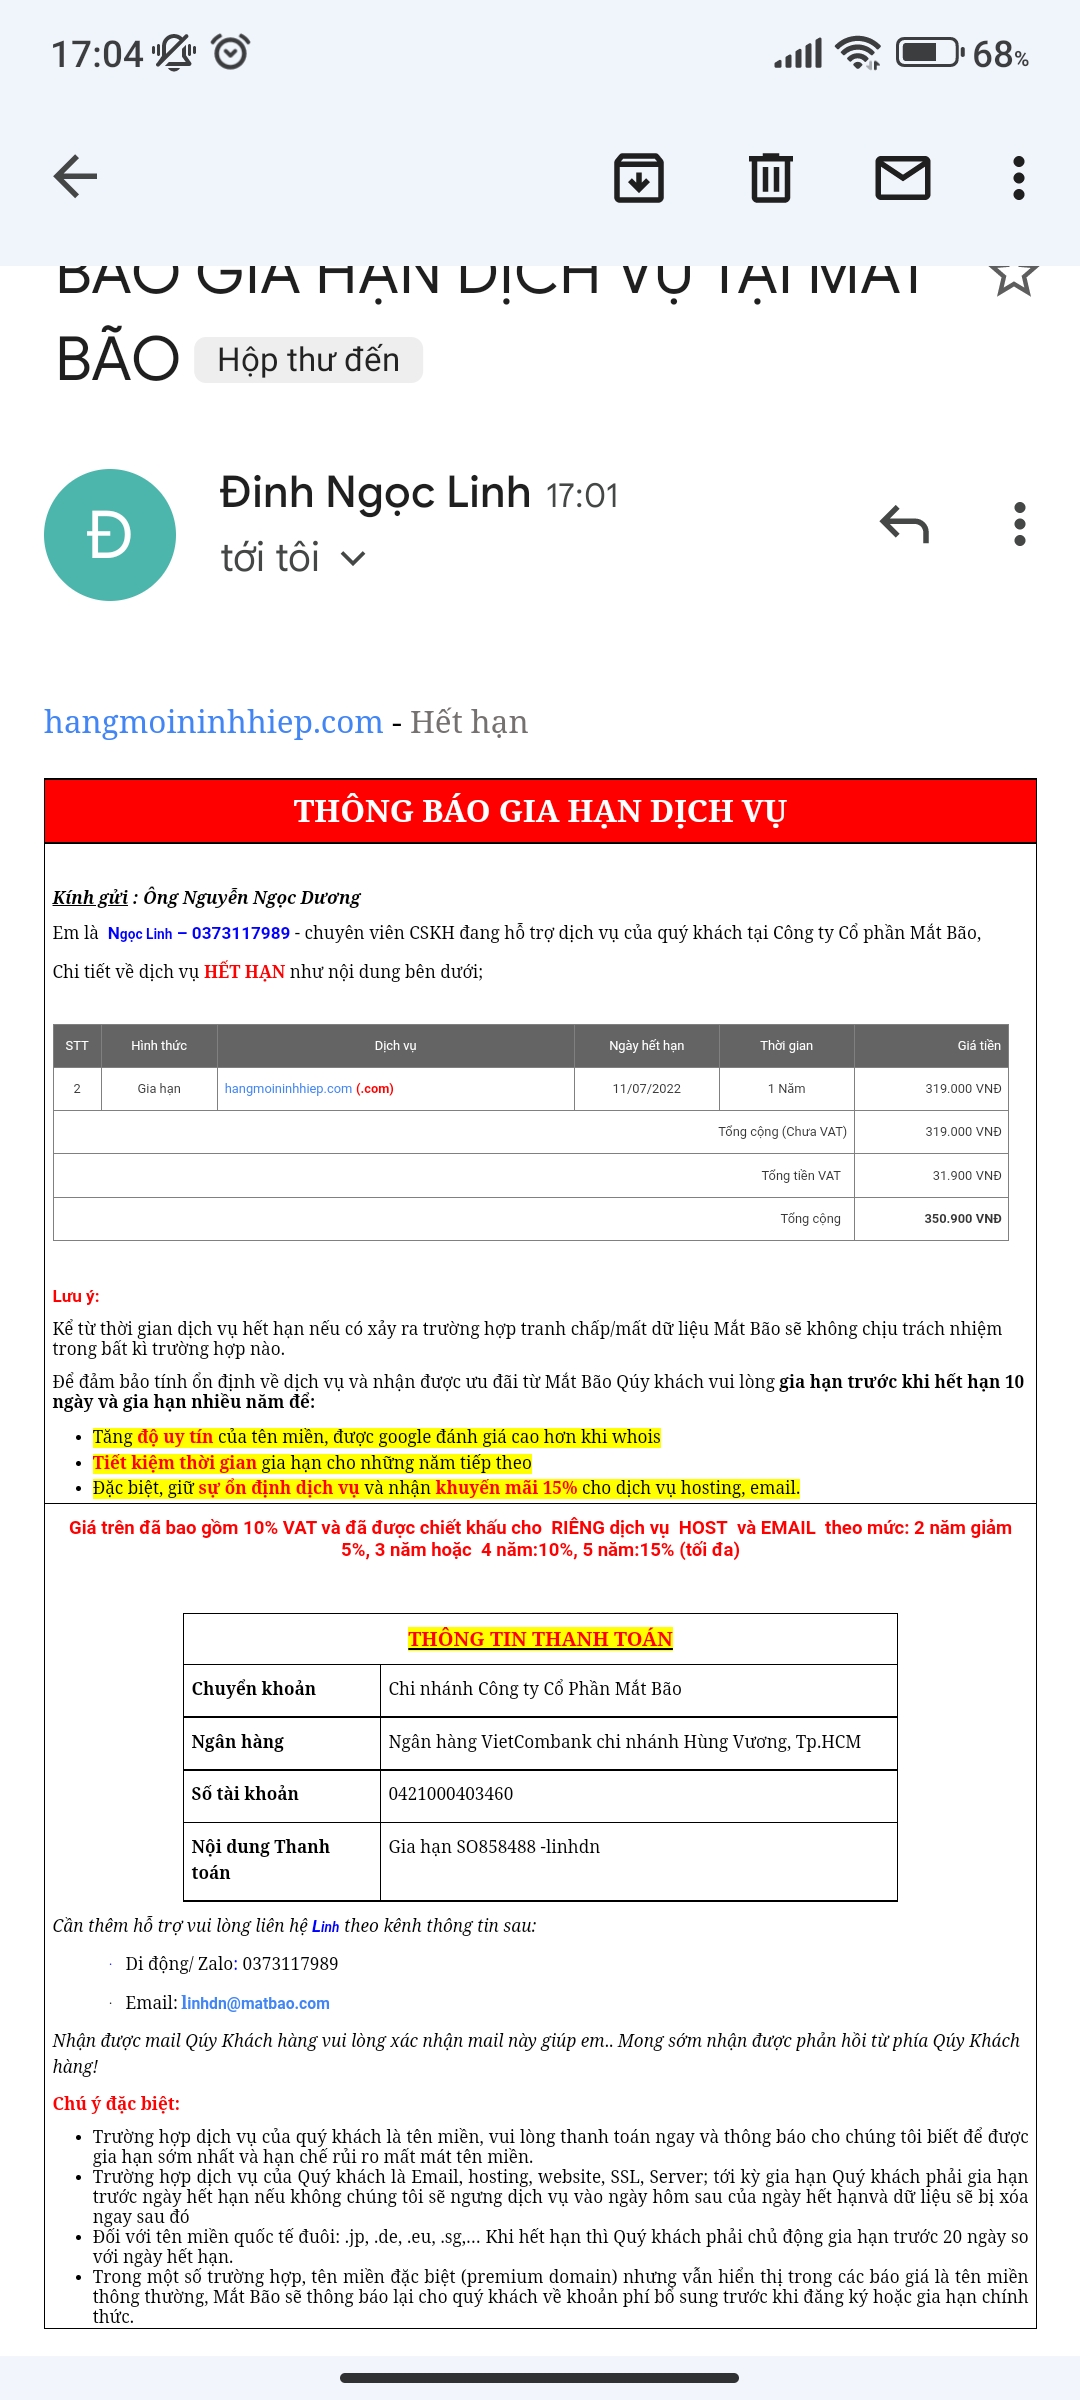 17:04
68%
BÁO GIA HẠN DỊCH VỤ TẠI MẮT
BÃO Hộp thư đến
Đ
Đinh Ngọc Linh 17:01
tới tôi
hangmoininhhiep.com - Hết hạn
THÔNG BÁO GIA HẠN DỊCH VỤ
Kính gửi : Ông Nguyễn Ngọc Dương
Em là Ngọc Linh – 0373117989 - chuyên viên CSKH đang hỗ trợ dịch vụ của quý khách tại Công ty Cổ phần Mắt Bão,
Chi tiết về dịch vụ HẾT HẠN như nội dung bên dưới;
STT Hình thức Dịch vụ Ngày hết hạn Thời gian Giá tiền
2 Gia hạn hangmoininhhiep.com (.com) 11/07/2022 1 Năm 319.000 VNĐ
Tổng cộng (Chưa VAT) 319.000 VNĐ
Tổng tiền VAT 31.900 VNĐ
Tổng cộng 350.900 VNĐ
Lưu ý:
Kể từ thời gian dịch vụ hết hạn nếu có xảy ra trường hợp tranh chấp/mất dữ liệu Mắt Bão sẽ không chịu trách nhiệm
trong bất kì trường hợp nào.
Để đảm bảo tính ổn định về dịch vụ và nhận được ưu đãi từ Mắt Bão Qúy khách vui lòng gia hạn trước khi hết hạn 10
ngày và gia hạn nhiều năm để:
• Tăng độ uy tín của tên miền, được google đánh giá cao hơn khi whois
• Tiết kiệm thời gian gia hạn cho những năm tiếp theo
• Đặc biệt, giữ sự ổn định dịch vụ và nhận khuyến mãi 15% cho dịch vụ hosting, email.
Giá trên đã bao gồm 10% VAT và đã được chiết khấu cho RIÊNG dịch vụ HOST và EMAIL theo mức: 2 năm giảm
5%, 3 năm hoặc 4 năm:10%, 5 năm:15% (tối đa)
THÔNG TIN THANH TOÁN
Chuyển khoản Chi nhánh Công ty Cổ Phần Mắt Bão
Ngân hàng Ngân hàng VietCombank chi nhánh Hùng Vương, Tp.HCM
Số tài khoản 0421000403460
Nội dung Thanh Gia hạn SO858488 -linhdn
toán
Cần thêm hỗ trợ vui lòng liên hệ Linh theo kênh thông tin sau:
· Di động/ Zalo: 0373117989
· Email: linhdn@matbao.com
Nhận được mail Qúy Khách hàng vui lòng xác nhận mail này giúp em.. Mong sớm nhận được phản hồi từ phía Qúy Khách
hàng!
Chú ý đặc biệt:
• Trường hợp dịch vụ của quý khách là tên miền, vui lòng thanh toán ngay và thông báo cho chúng tôi biết để được
gia hạn sớm nhất và hạn chế rủi ro mất mát tên miền.
• Trường hợp dịch vụ của Quý khách là Email, hosting, website, SSL, Server; tới kỳ gia hạn Quý khách phải gia hạn
trước ngày hết hạn nếu không chúng tôi sẽ ngưng dịch vụ vào ngày hôm sau của ngày hết hạnvà dữ liệu sẽ bị xóa
ngay sau đó
• Đối với tên miền quốc tế đuôi: .jp, .de, .eu, .sg,... Khi hết hạn thì Quý khách phải chủ động gia hạn trước 20 ngày so
với ngày hết hạn.
• Trong một số trường hợp, tên miền đặc biệt (premium domain) nhưng vẫn hiển thị trong các báo giá là tên miền
thông thường, Mắt Bão sẽ thông báo lại cho quý khách về khoản phí bổ sung trước khi đăng ký hoặc gia hạn chính
thức.